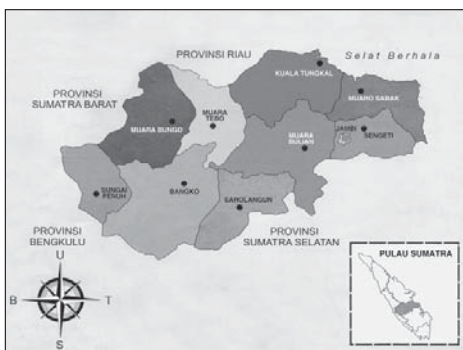 PROVINSI RIAU
Selat Berhala
KUALA TUNGKAL
PROVINSI
SUMATRA BARAT
MUARO SABAK
MUARA
TEBO
MUARA BUNGO
JAMBI
SENGETI
MUARA
BULIAN
SUNGAI
PENUH
BANGKO
SAROLANGUN
PROVINSI
BENGKULU
PROVINSI
SUMATRA SELATAN
U
B
T
S
PULAU SUMATRA